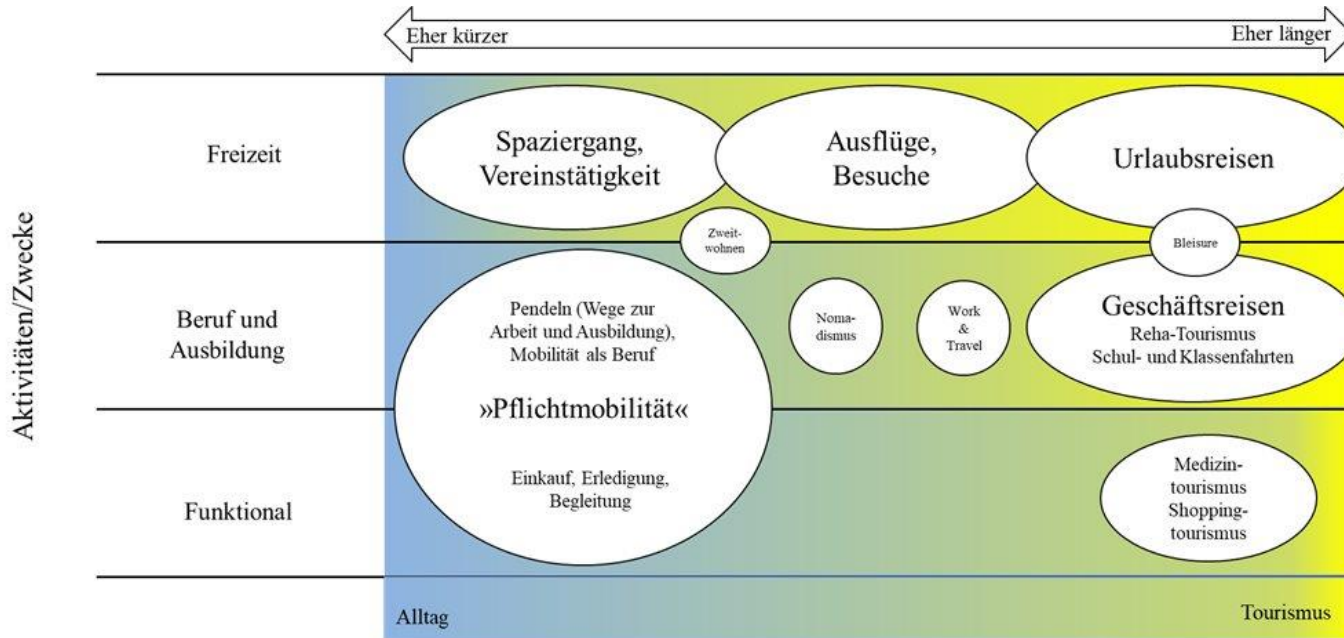 Eher kürzer
Eher länger
Aktivitäten/Zwecke
Freizeit
Spaziergang,
Vereinstätigkeit
Ausflüge,
Besuche
Urlaubsreisen
Zweit-
wohnen
Bleisure
Beruf und
Ausbildung
Pendeln (Wege zur
Arbeit und Ausbildung),
Mobilität als Beruf
»Pflichtmobilität«
Einkauf, Erledigung,
Begleitung
Noma-
dismus
Work
&
Travel
Geschäftsreisen
Reha-Tourismus
Schul- und Klassenfahrten
Funktional
Medizin-
tourismus
Shopping-
tourismus
Alltag
Tourismus